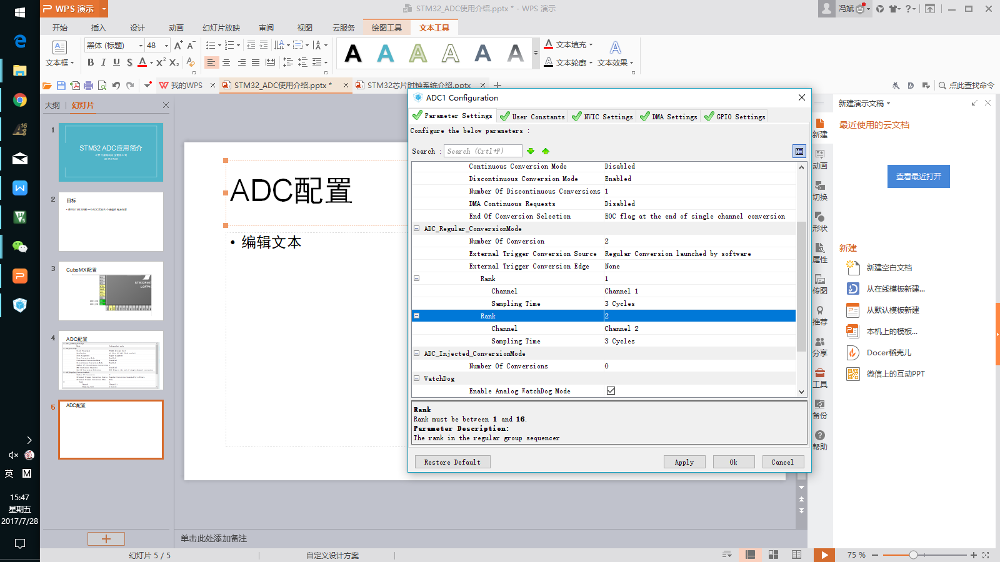 WPS 演示
STM32_ADC使用介绍.pptx * - WPS 演示
冯斌
开始 插入 设计 动画 幻灯片放映 审阅 视图 云服务 绘图工具 文本工具
文本框
黑体 (标题) 48
文本填充
文本轮廓 文本效果
我的WPS STM32_ADC使用介绍.pptx * STM32芯片时钟系统介绍.pptx
点此查找命令
大纲 幻灯片
1
STM32 ADC应用简介
2
目标
3
CubeMX配置
4
ADC配置
5
ADC配置
ADC配置
• 编辑文本
单击此处添加备注
ADC1 Configuration
Parameter Settings User Constants NVIC Settings DMA Settings GPIO Settings
Configure the below parameters :
Search : Search (Crtl+F)
Continuous Conversion Mode Disabled
Discontinuous Conversion Mode Enabled
Number Of Discontinuous Conversions 1
DMA Continuous Requests Disabled
End Of Conversion Selection EOC flag at the end of single channel conversion
ADC_Regular_ConversionMode
Number Of Conversion 2
External Trigger Conversion Source Regular Conversion launched by software
External Trigger Conversion Edge None
Rank 1
Channel Channel 1
Sampling Time 3 Cycles
Rank 2
Channel Channel 2
Sampling Time 3 Cycles
ADC_Injected_ConversionMode
Number Of Conversions 0
WatchDog
Enable Analog WatchDog Mode
Rank
Rank must be between 1 and 16.
Parameter Description:
The rank in the regular group sequencer
Restore Default Apply Ok Cancel
新建
动画
切换
形状
属性
传图
推荐
分享
工具
备份
帮助
新建演示文稿
最近使用的云文档
查看最近打开
新建
新建空白文档
从在线模板新建...
从默认模板新建
本机上的模板...
Docer稻壳儿
微信上的互动PPT
英 M
15:47
星期五
2017/7/28
幻灯片 5 / 5 自定义设计方案 75 %